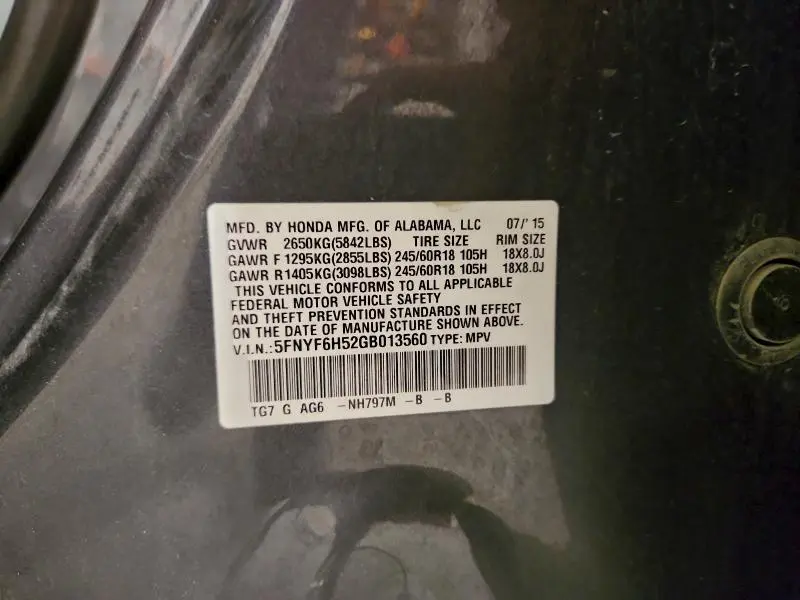 MFD. BY HONDA MFG. OF ALABAMA, LLC 07/'15
GVWR 2650KG(5842LBS) TIRE SIZE RIM SIZE
GAWR F 1295KG(2855LBS) 245/60R18 105H 18X8.0J
GAWR R1405KG(3098LBS) 245/60R18 105H 18X8.0J
THIS VEHICLE CONFORMS TO ALL APPLICABLE
FEDERAL MOTOR VEHICLE SAFETY
AND THEFT PREVENTION STANDARDS IN EFFECT
ON THE DATE OF MANUFACTURE SHOWN ABOVE.
V.I.N.:5FNYF6H52GB013560 TYPE: MPV
TG7 G AG6 -NH797M -B -B